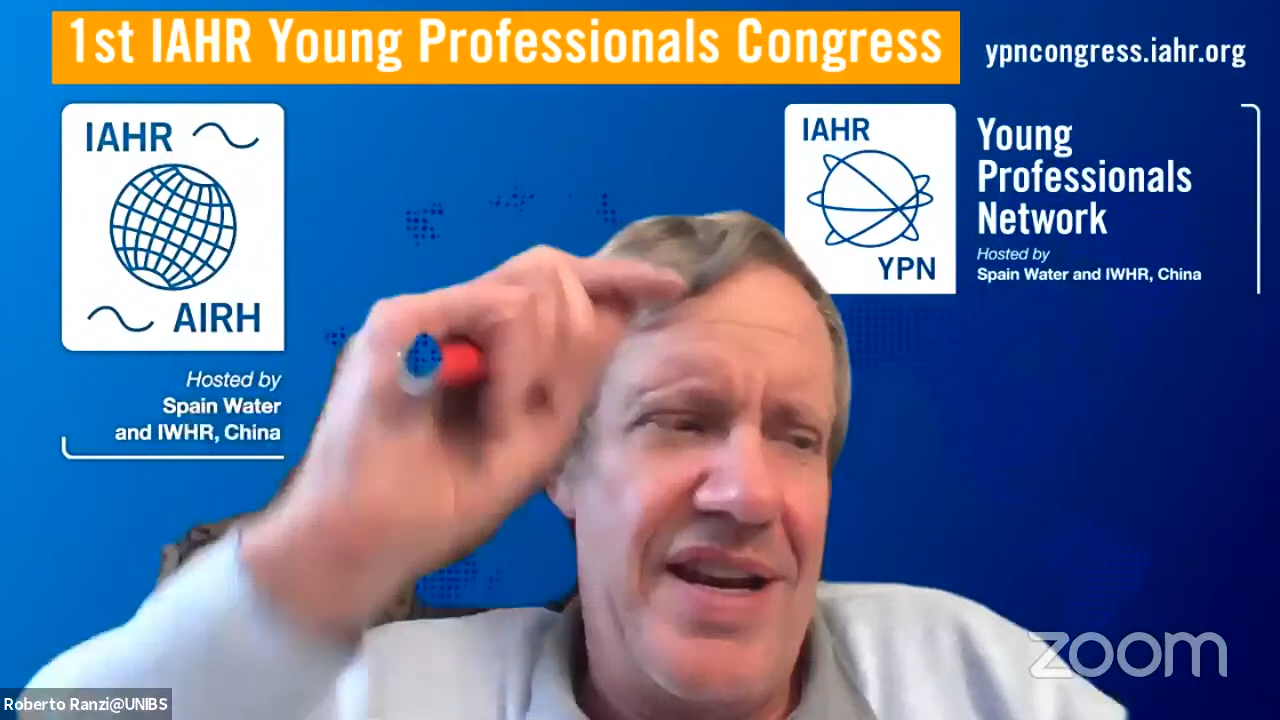 1st IAHR Young Professionals Congress
ypncongress.iahr.org
IAHR
AIRH
Hosted by
Spain Water
and IWHR, China
IAHR
YPN
Young
Professionals
Network
Hosted by
Spain Water and IWHR, China
zoom
Roberto Ranzi@UNIBS